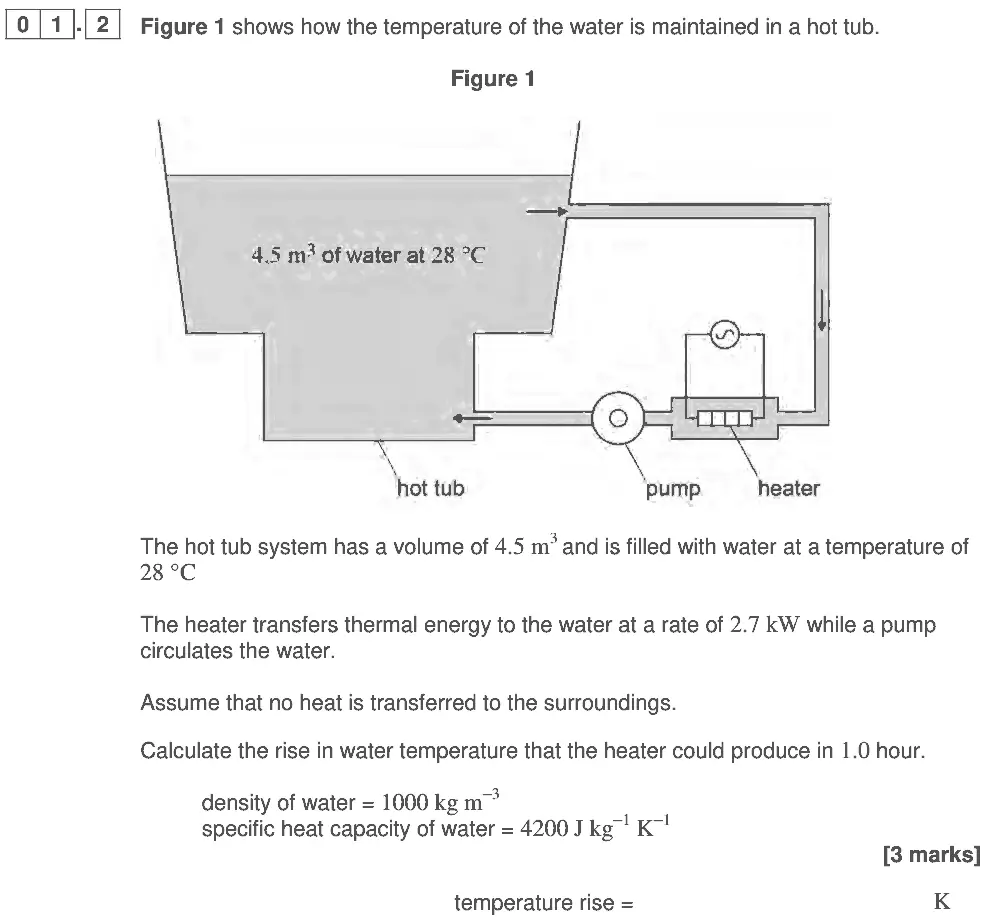 0 1 . 2 Figure 1 shows how the temperature of the water is maintained in a hot tub.
Figure 1
4.5 m³ of water at 28 °C
hot tub
pump
heater
The hot tub system has a volume of 4.5 m³ and is filled with water at a temperature of
28 °C
The heater transfers thermal energy to the water at a rate of 2.7 kW while a pump
circulates the water.
Assume that no heat is transferred to the surroundings.
Calculate the rise in water temperature that the heater could produce in 1.0 hour.
density of water = 1000 kg m⁻³
specific heat capacity of water = 4200 J kg⁻¹ K⁻¹
[3 marks]
temperature rise = K